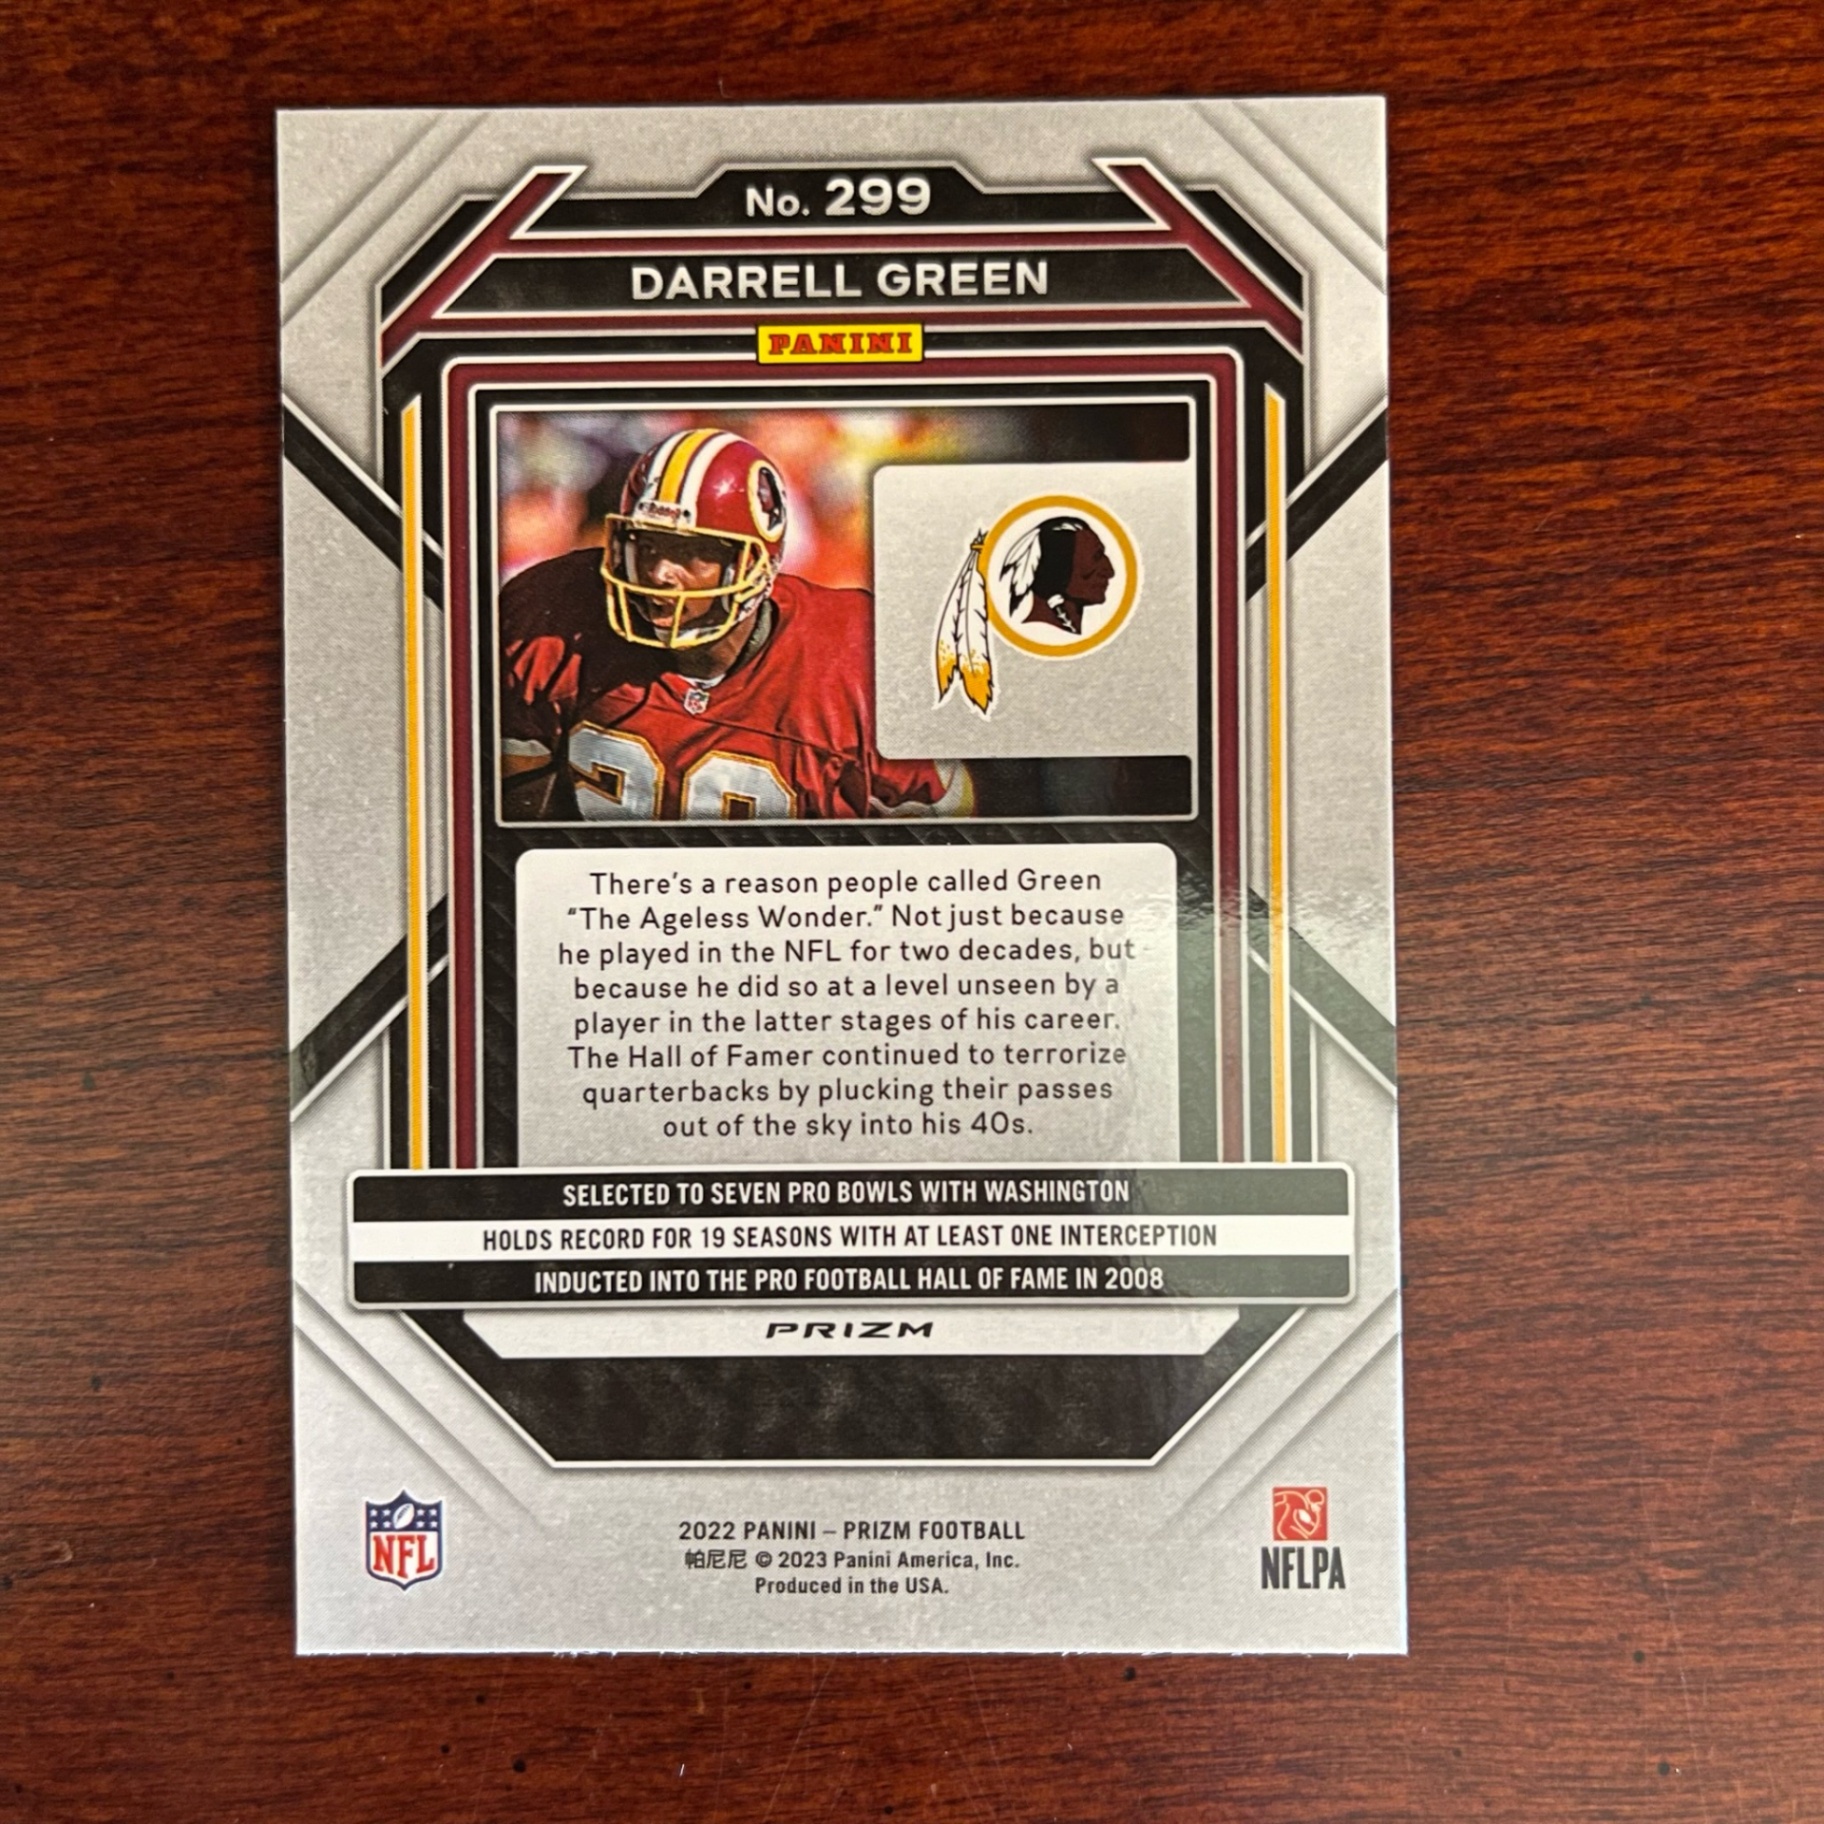 No. 299
DARRELL GREEN
PANINI
Riddell
28
There's a reason people called Green
"The Ageless Wonder." Not just because
he played in the NFL for two decades, but
because he did so at a level unseen by a
player in the latter stages of his career.
The Hall of Famer continued to terrorize
quarterbacks by plucking their passes
out of the sky into his 40s.
SELECTED TO SEVEN PRO BOWLS WITH WASHINGTON
HOLDS RECORD FOR 19 SEASONS WITH AT LEAST ONE INTERCEPTION
INDUCTED INTO THE PRO FOOTBALL HALL OF FAME IN 2008
PRIZM
NFL
2022 PANINI – PRIZM FOOTBALL
帕尼尼 © 2023 Panini America, Inc.
Produced in the USA.
NFLPA